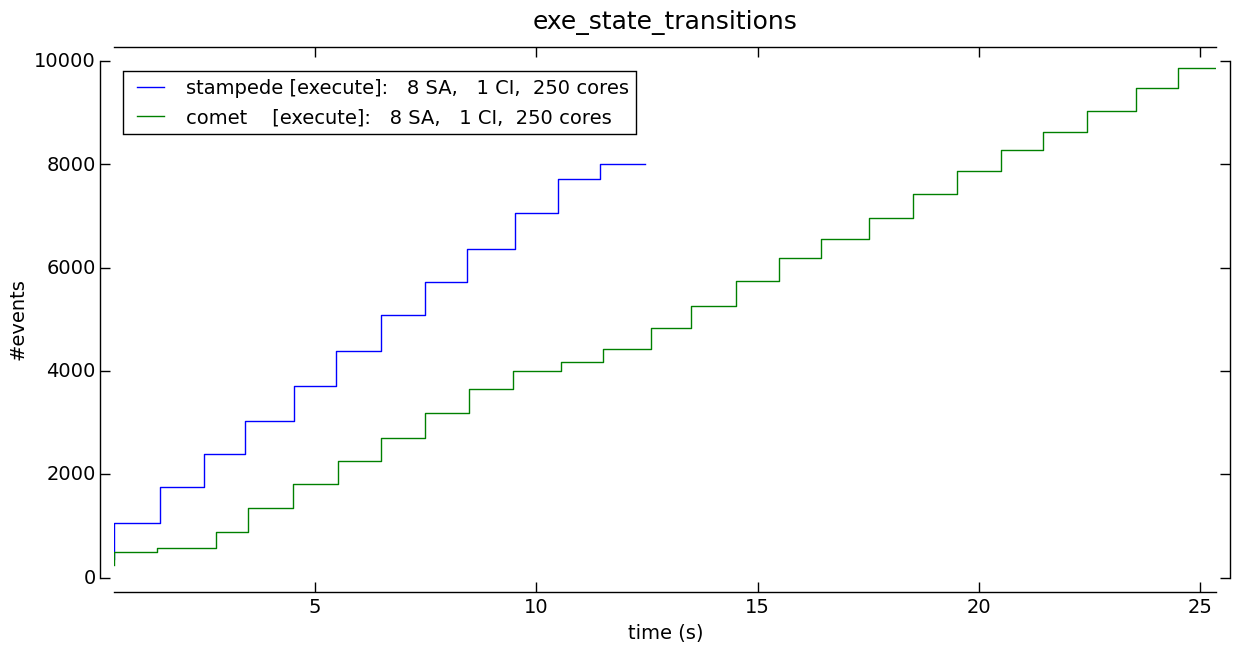 exe_state_transitions
10000
stampede [execute]:   8 SA,   1 CI,  250 cores
comet    [execute]:   8 SA,   1 CI,  250 cores
8000
6000
#events
4000
2000
0
5 10 15 20 25
time (s)